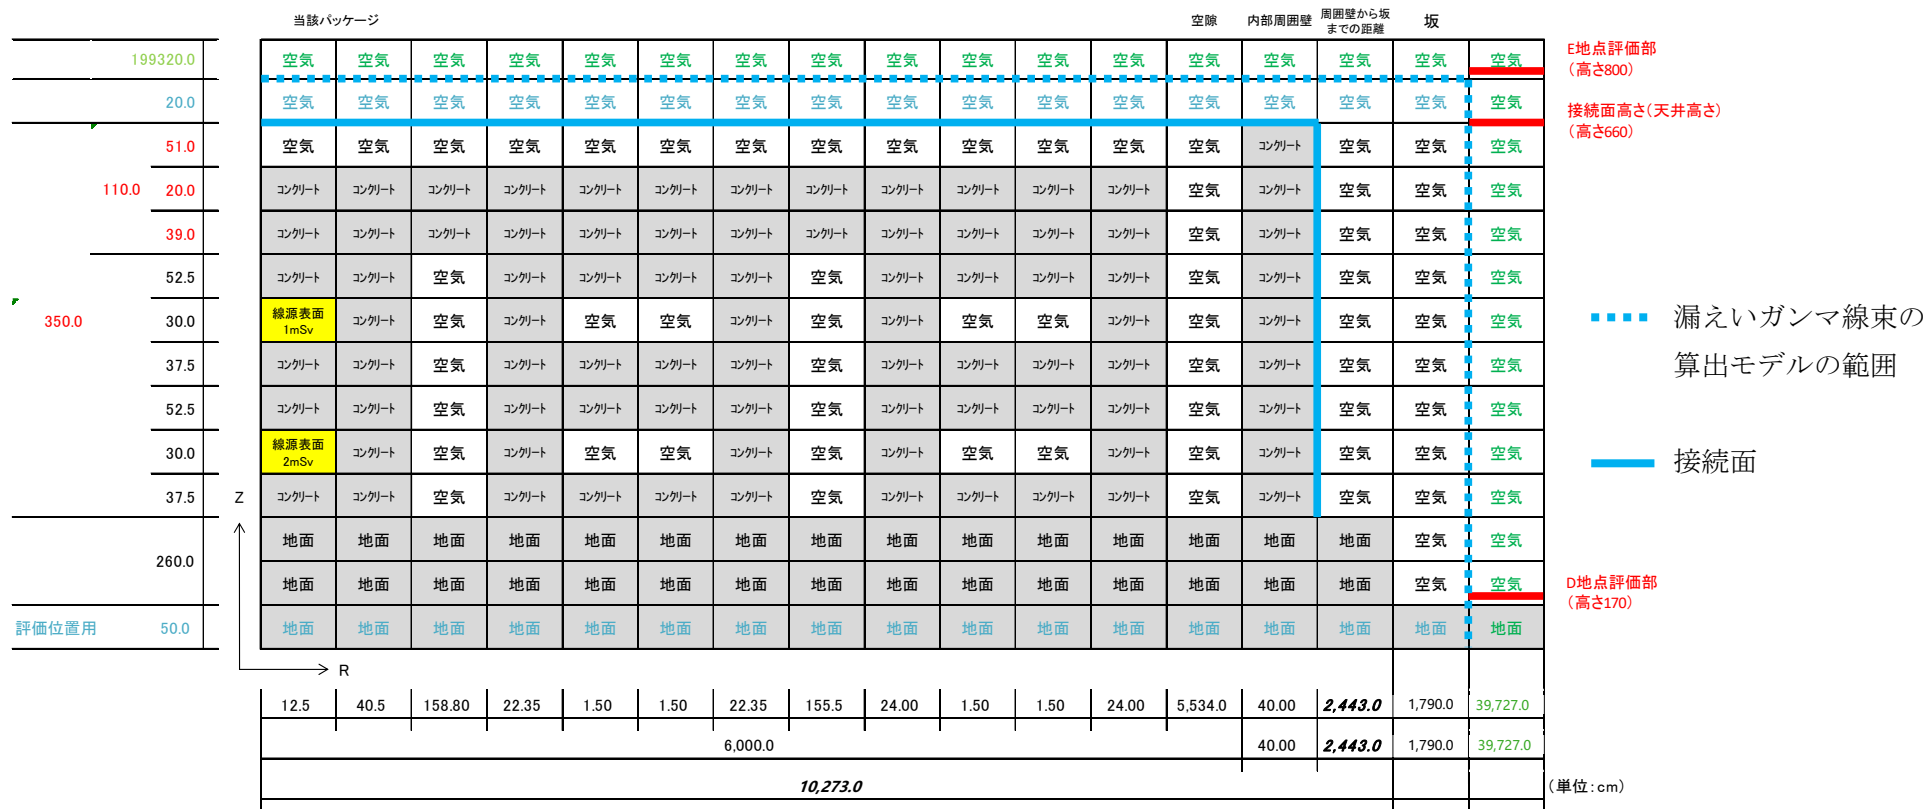 当該パッケージ 空隙 内部周囲壁 周囲壁から坂 坂
までの距離
199320.0 空気 空気 空気 空気 空気 空気 空気 空気 空気 空気 空気 空気 空気 空気 空気 空気 空気 E地点評価部
(高さ800)
20.0 空気 空気 空気 空気 空気 空気 空気 空気 空気 空気 空気 空気 空気 空気 空気 空気 空気 接続面高さ(天井高さ)
(高さ660)
51.0 空気 空気 空気 空気 空気 空気 空気 空気 空気 空気 空気 空気 空気 コンクリート 空気 空気 空気
110.0 20.0 コンクリート コンクリート コンクリート コンクリート コンクリート コンクリート コンクリート コンクリート コンクリート コンクリート コンクリート コンクリート 空気 コンクリート 空気 空気 空気
39.0 コンクリート コンクリート コンクリート コンクリート コンクリート コンクリート コンクリート コンクリート コンクリート コンクリート コンクリート コンクリート 空気 コンクリート 空気 空気 空気
52.5 コンクリート コンクリート 空気 コンクリート コンクリート コンクリート コンクリート 空気 コンクリート コンクリート コンクリート コンクリート 空気 コンクリート 空気 空気 空気
350.0 30.0 線源表面 コンクリート 空気 コンクリート 空気 空気 コンクリート 空気 コンクリート 空気 空気 コンクリート 空気 コンクリート 空気 空気 空気
1mSv
37.5 コンクリート コンクリート 空気 コンクリート コンクリート コンクリート コンクリート 空気 コンクリート コンクリート コンクリート コンクリート 空気 コンクリート 空気 空気 空気
52.5 コンクリート コンクリート 空気 コンクリート コンクリート コンクリート コンクリート 空気 コンクリート コンクリート コンクリート コンクリート 空気 コンクリート 空気 空気 空気
30.0 線源表面 コンクリート 空気 コンクリート 空気 空気 コンクリート 空気 コンクリート 空気 空気 コンクリート 空気 コンクリート 空気 空気 空気
2mSv
37.5 Z コンクリート コンクリート 空気 コンクリート コンクリート コンクリート コンクリート 空気 コンクリート コンクリート コンクリート コンクリート 空気 コンクリート 空気 空気 空気
地面 地面 地面 地面 地面 地面 地面 地面 地面 地面 地面 地面 地面 地面 地面 空気 空気
260.0
地面 地面 地面 地面 地面 地面 地面 地面 地面 地面 地面 地面 地面 地面 地面 空気 空気 D地点評価部
(高さ170)
評価位置用 50.0 地面 地面 地面 地面 地面 地面 地面 地面 地面 地面 地面 地面 地面 地面 地面 地面 地面
R
12.5 40.5 158.80 22.35 1.50 1.50 22.35 155.5 24.00 1.50 1.50 24.00 5,534.0 40.00 2,443.0 1,790.0 39,727.0
6,000.0 40.00 2,443.0 1,790.0 39,727.0
10,273.0 (単位:cm)
漏えいガンマ線束の
算出モデルの範囲
接続面